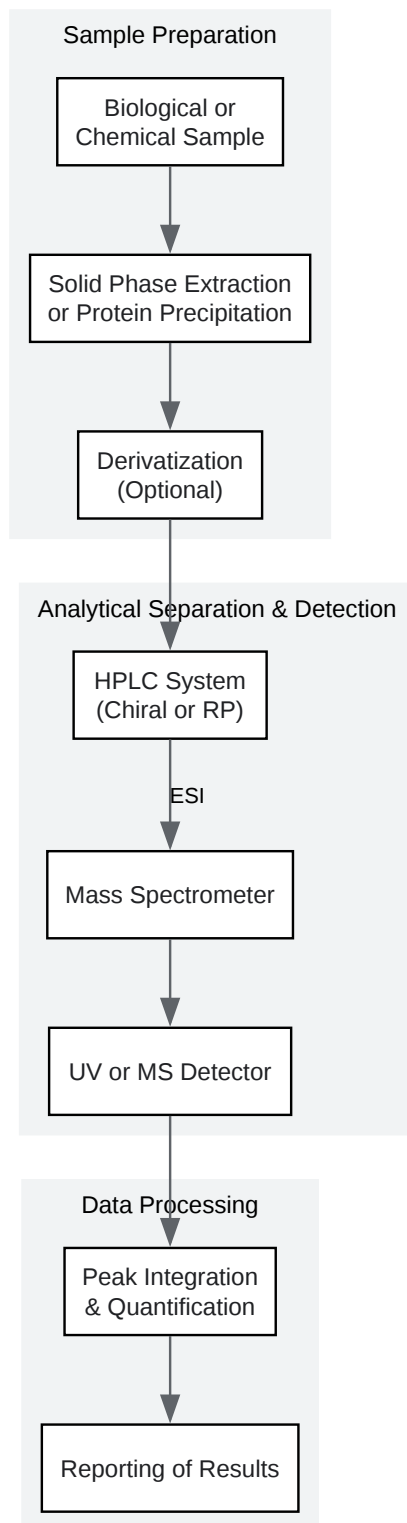 Sample Preparation
Biological or
Chemical Sample
Solid Phase Extraction
or Protein Precipitation
Derivatization
(Optional)
Analytical Separation & Detection
HPLC System
(Chiral or RP)
ESI
Mass Spectrometer
UV or MS Detector
Data Processing
Peak Integration
& Quantification
Reporting of Results